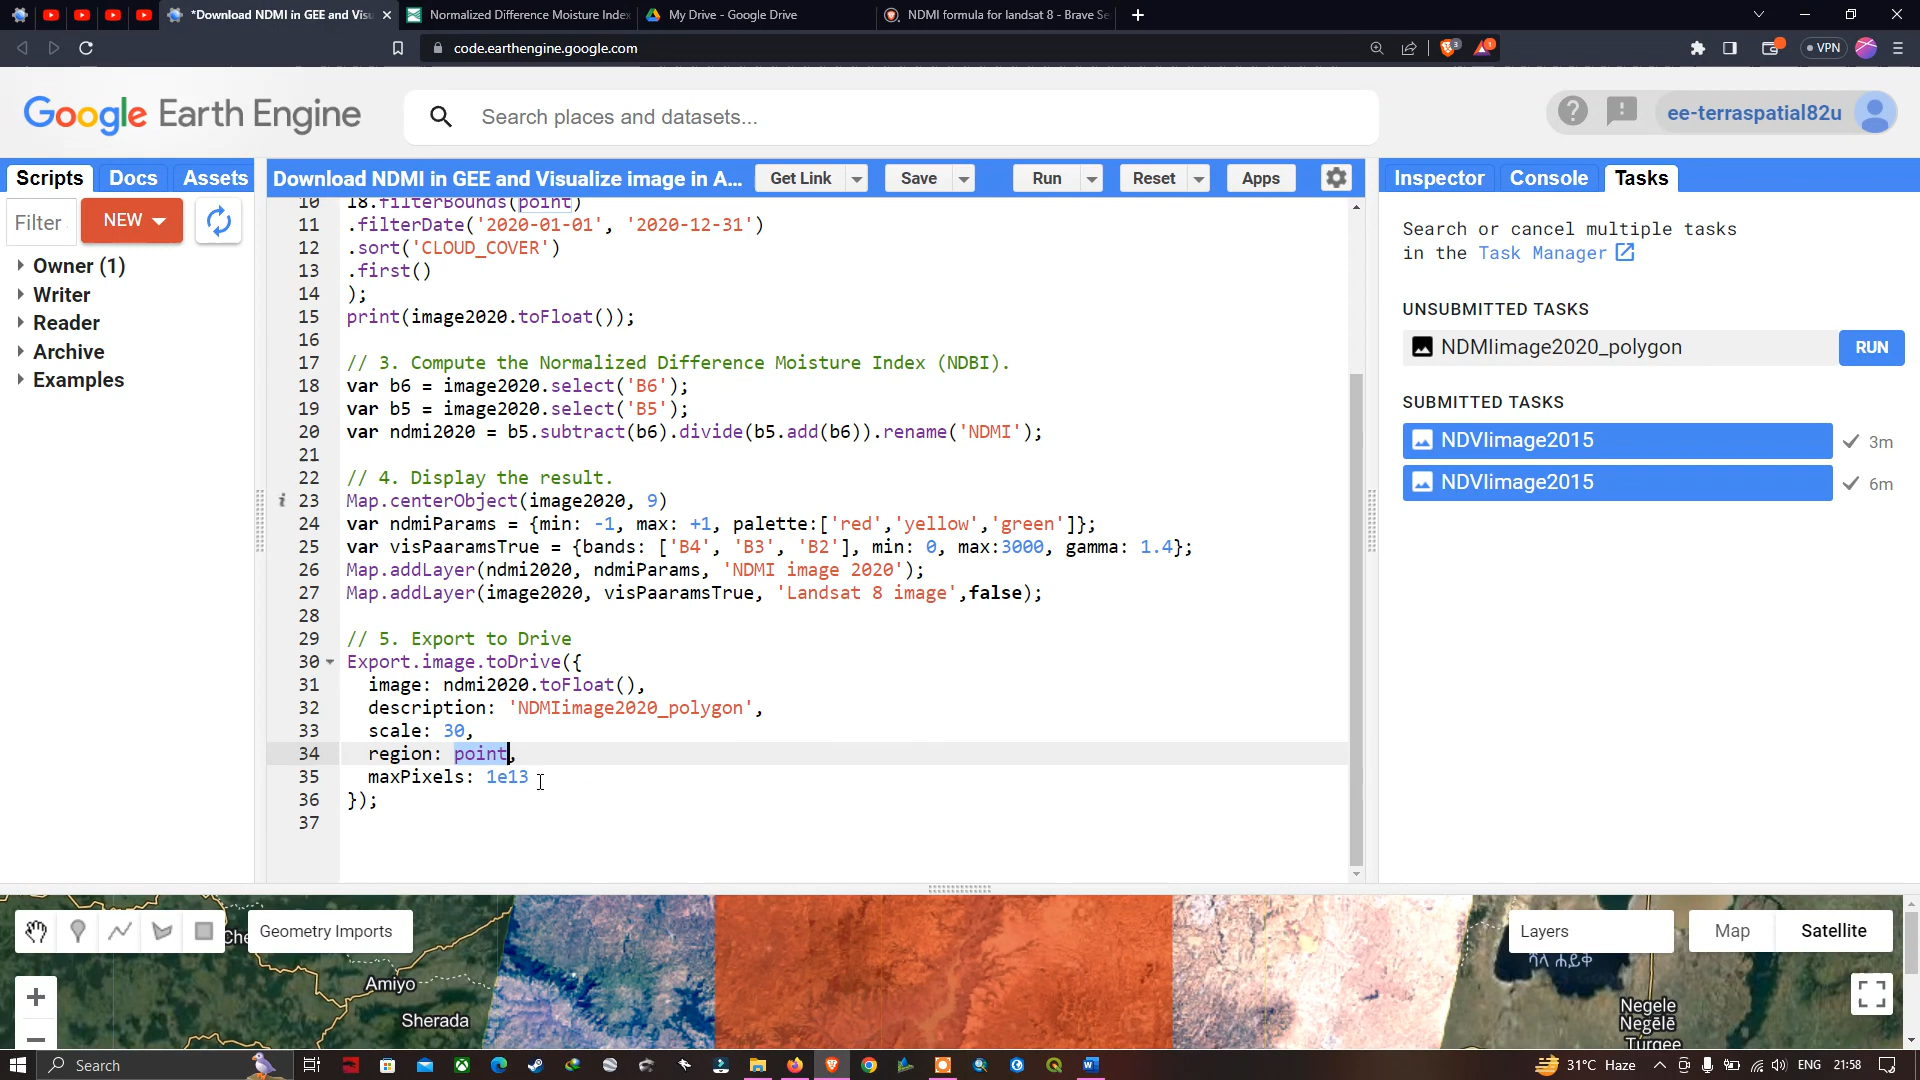 *Download NDMI in GEE and Visu
Normalized Difference Moisture Index
My Drive - Google Drive
NDMI formula for landsat 8 - Brave Se
code.earthengine.google.com
VPN
Google Earth Engine
Search places and datasets...
ee-terraspatial82u
Scripts
Docs
Assets
Download NDMI in GEE and Visualize image in A...
Get Link
Save
Run
Reset
Apps
Inspector
Console
Tasks
Filter
NEW
Owner (1)
Writer
Reader
Archive
Examples
10 l8.filterBounds(point)
11 .filterDate('2020-01-01', '2020-12-31')
12 .sort('CLOUD_COVER')
13 .first()
14 );
15 print(image2020.toFloat());
16
17 // 3. Compute the Normalized Difference Moisture Index (NDBI).
18 var b6 = image2020.select('B6');
19 var b5 = image2020.select('B5');
20 var ndmi2020 = b5.subtract(b6).divide(b5.add(b6)).rename('NDMI');
21
22 // 4. Display the result.
23 Map.centerObject(image2020, 9)
24 var ndmiParams = {min: -1, max: +1, palette:['red','yellow','green']};
25 var visPaaramsTrue = {bands: ['B4', 'B3', 'B2'], min: 0, max:3000, gamma: 1.4};
26 Map.addLayer(ndmi2020, ndmiParams, 'NDMI image 2020');
27 Map.addLayer(image2020, visPaaramsTrue, 'Landsat 8 image',false);
28
29 // 5. Export to Drive
30 Export.image.toDrive({
31 image: ndmi2020.toFloat(),
32 description: 'NDMIimage2020_polygon',
33 scale: 30,
34 region: point,
35 maxPixels: 1e13
36 });
37
Search or cancel multiple tasks
in the Task Manager
UNSUBMITTED TASKS
NDMIimage2020_polygon
RUN
SUBMITTED TASKS
NDVIimage2015
3m
NDVIimage2015
6m
Geometry Imports
Layers
Map
Satellite
Che
Amiyo
Sherada
ሻላ ሐይቅ
Negele
Negēlē
Turgee
Search
31°C Haze
ENG
21:58